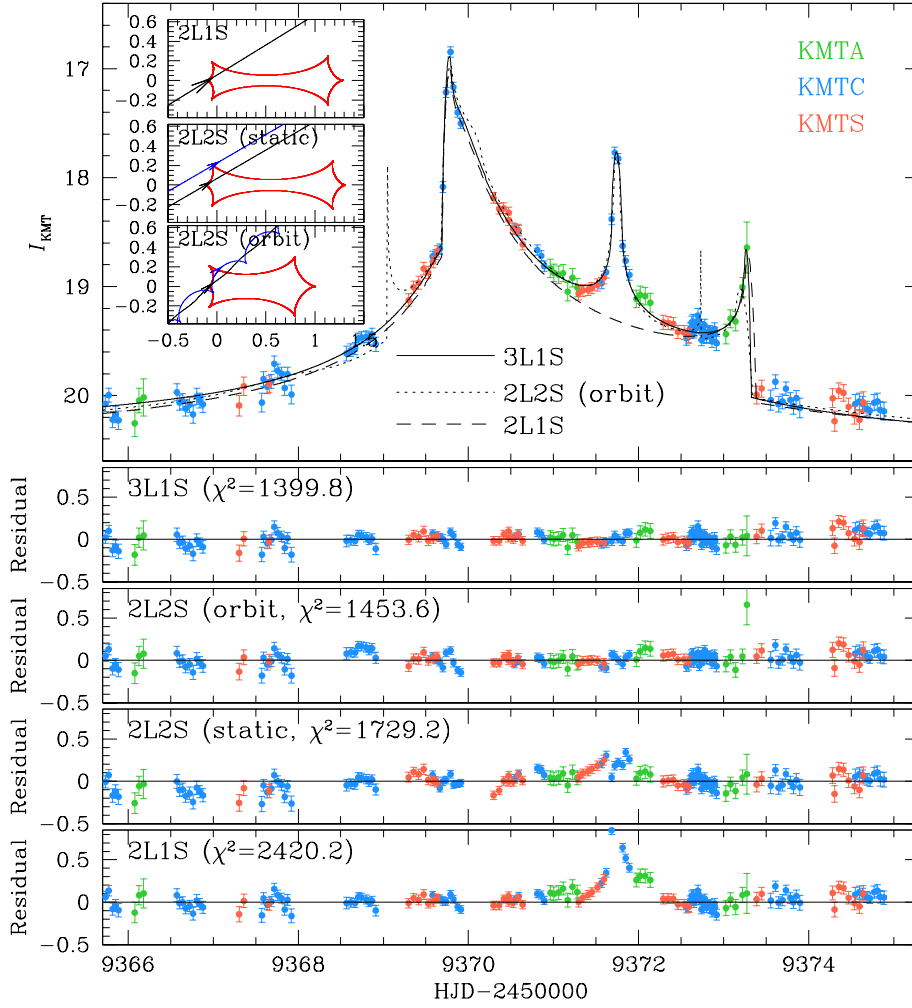 17
18
19
20
I_KMT
KMTA
KMTC
KMTS
2L1S
0.6
0.4
0.2
0
−0.2
2L2S (static)
0.6
0.4
0.2
0
−0.2
2L2S (orbit)
0.6
0.4
0.2
0
−0.2
−0.5 0 0.5 1 1.5
3L1S
2L2S (orbit)
2L1S
3L1S (χ²=1399.8)
Residual
0.5
0
−0.5
2L2S (orbit, χ²=1453.6)
Residual
0.5
0
−0.5
2L2S (static, χ²=1729.2)
Residual
0.5
0
−0.5
2L1S (χ²=2420.2)
Residual
0.5
0
−0.5
9366 9368 9370 9372 9374
HJD−2450000